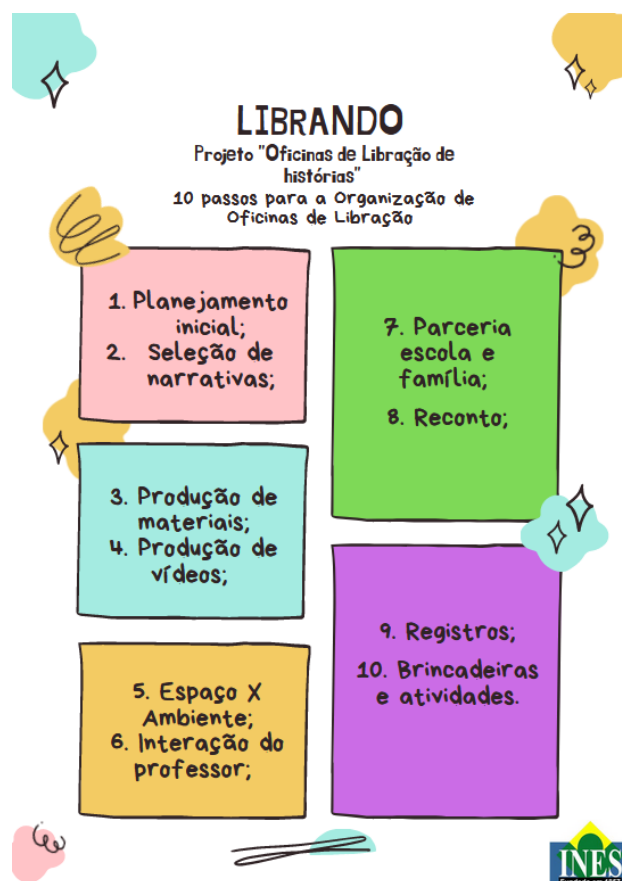 LIBRANDO
Projeto "Oficinas de Libração de
histórias"
10 passos para a Organização de
Oficinas de Libração
1. Planejamento
inicial;
2. Seleção de
narrativas;
3. Produção de
materiais;
4. Produção de
vídeos;
5. Espaço X
Ambiente;
6. Interação do
professor;
7. Parceria
escola e
família;
8. Reconto;
9. Registros;
10. Brincadeiras
e atividades.
INES